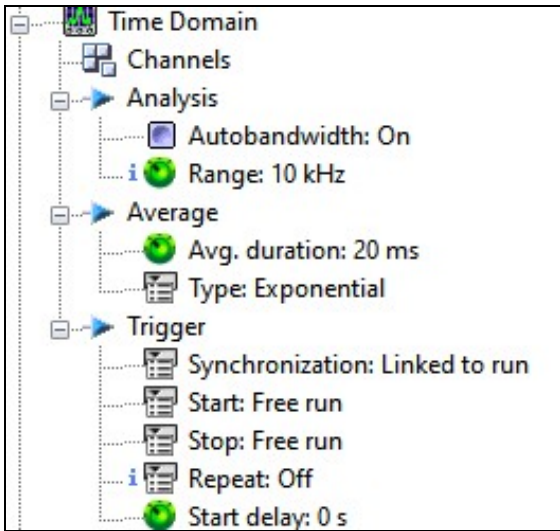 Time Domain
Channels
Analysis
Autobandwidth: On
i Range: 10 kHz
Average
Avg. duration: 20 ms
Type: Exponential
Trigger
Synchronization: Linked to run
Start: Free run
Stop: Free run
i Repeat: Off
Start delay: 0 s